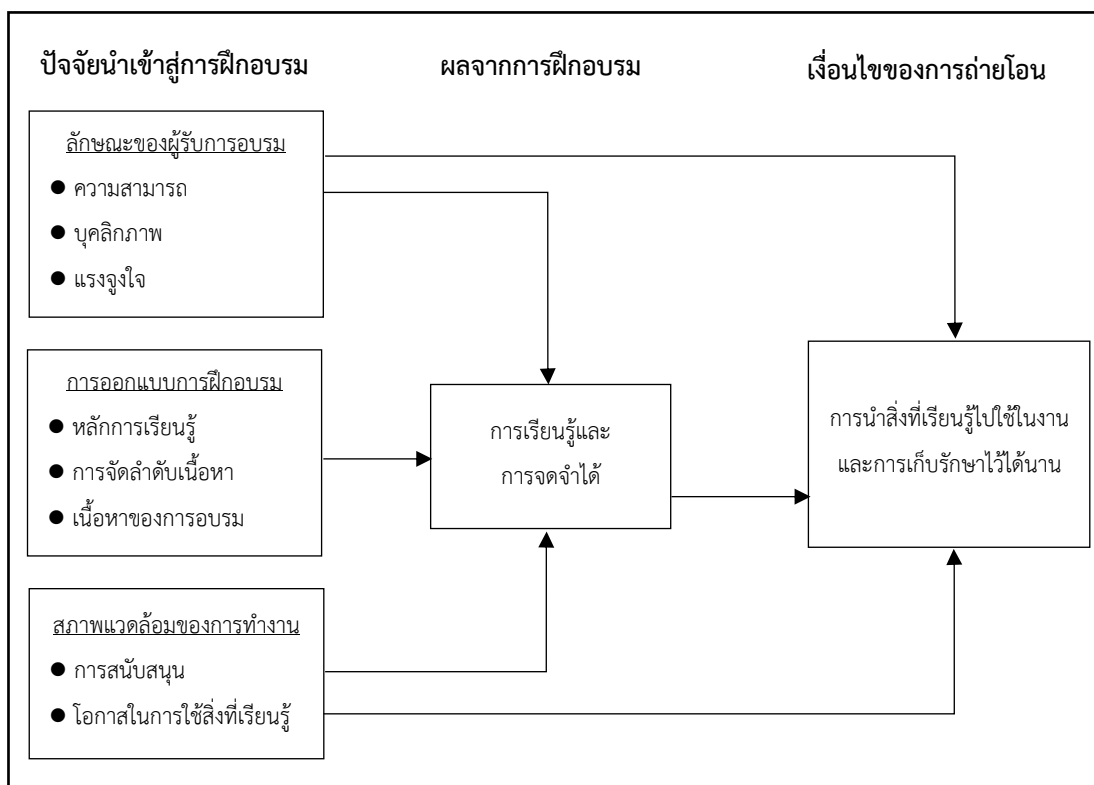 ปัจจัยนำเข้าสู่การฝึกอบรม
ผลจากการฝึกอบรม
เงื่อนไขของการถ่ายโอน
ลักษณะของผู้รับการอบรม
● ความสามารถ
● บุคลิกภาพ
● แรงจูงใจ
การออกแบบการฝึกอบรม
● หลักการเรียนรู้
● การจัดลำดับเนื้อหา
● เนื้อหาของการอบรม
สภาพแวดล้อมของการทำงาน
● การสนับสนุน
● โอกาสในการใช้สิ่งที่เรียนรู้
การเรียนรู้และ
การจดจำได้
การนำสิ่งที่เรียนรู้ไปใช้ในงาน
และการเก็บรักษาไว้ได้นาน